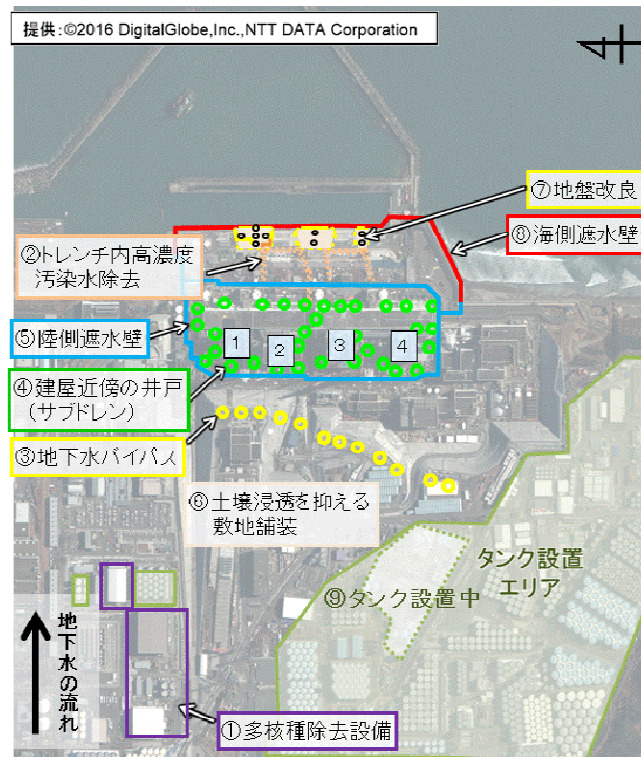 提供:©2016 DigitalGlobe,Inc.,NTT DATA Corporation
⑦地盤改良
⑧海側遮水壁
②トレンチ内高濃度
汚染水除去
⑤陸側遮水壁
1
2
3
4
④建屋近傍の井戸
(サブドレン)
③地下水バイパス
⑥土壌浸透を抑える
敷地舗装
タンク設置
エリア
⑨タンク設置中
地下水の流れ
①多核種除去設備